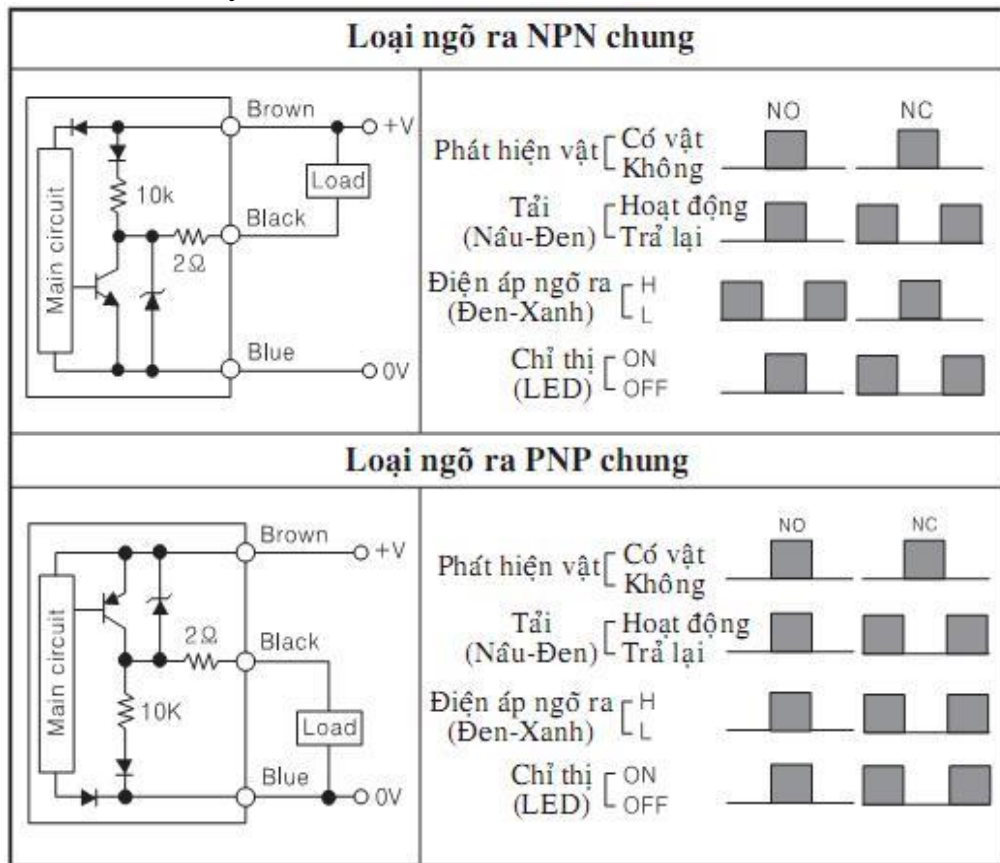 Loại ngõ ra NPN chung
Main circuit
Brown
+V
10k
Load
Black
2Ω
Blue
0V
NO NC
Phát hiện vật Có vật
Không
Tải Hoạt động
(Nâu-Đen) Trả lại
Điện áp ngõ ra H
(Đen-Xanh) L
Chỉ thị ON
(LED) OFF
Loại ngõ ra PNP chung
Main circuit
Brown
+V
2Ω
Black
10K
Load
Blue
0V
NO NC
Phát hiện vật Có vật
Không
Tải Hoạt động
(Nâu-Đen) Trả lại
Điện áp ngõ ra H
(Đen-Xanh) L
Chỉ thị ON
(LED) OFF